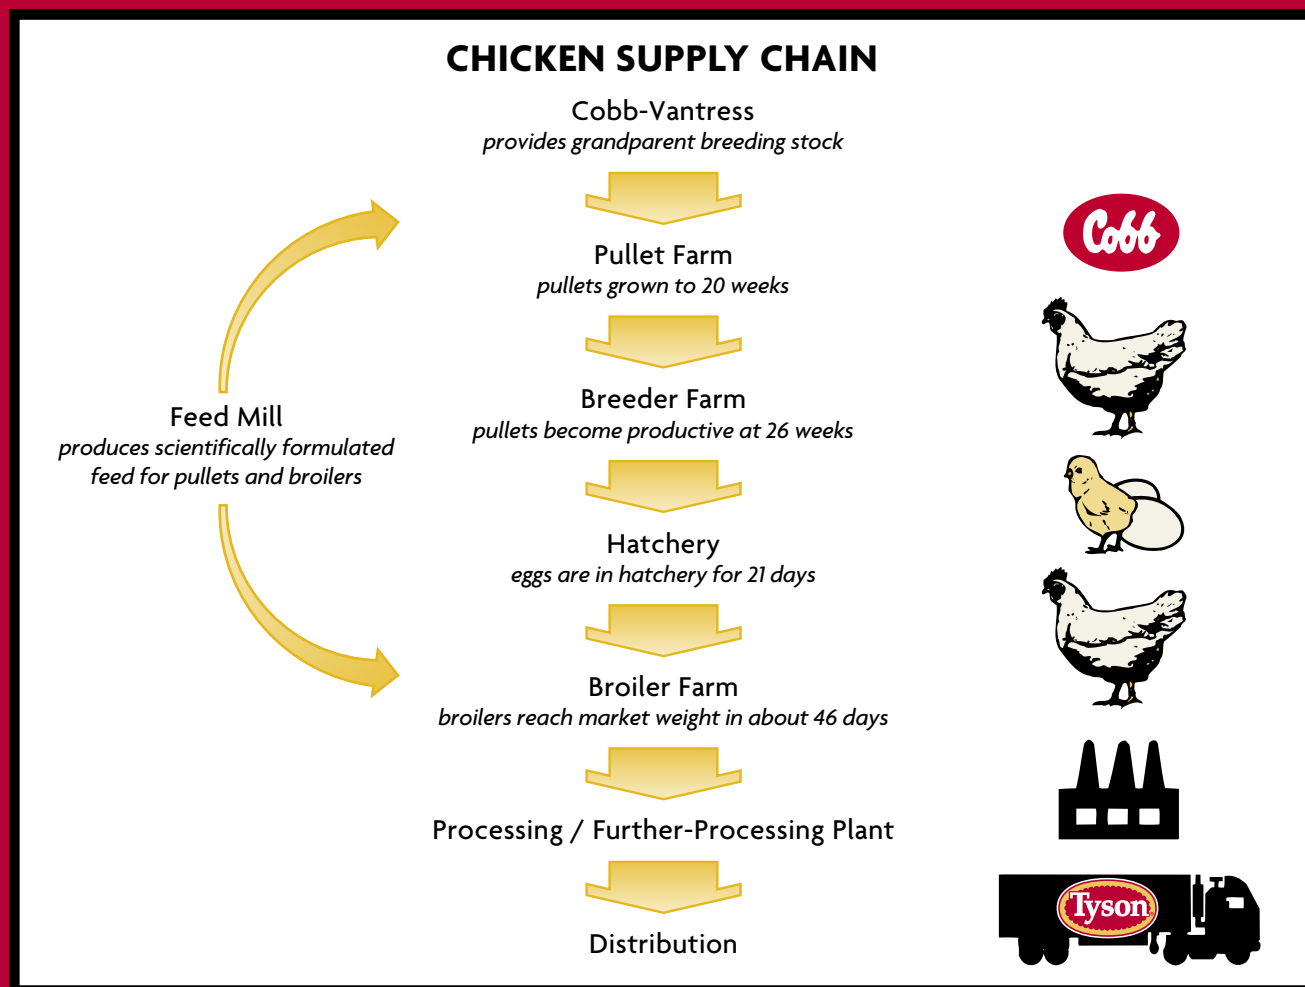 CHICKEN SUPPLY CHAIN
Cobb-Vantress
provides grandparent breeding stock
Cobb
Pullet Farm
pullets grown to 20 weeks
Breeder Farm
pullets become productive at 26 weeks
Feed Mill
produces scientifically formulated
feed for pullets and broilers
Hatchery
eggs are in hatchery for 21 days
Broiler Farm
broilers reach market weight in about 46 days
Processing / Further-Processing Plant
Tyson
Distribution